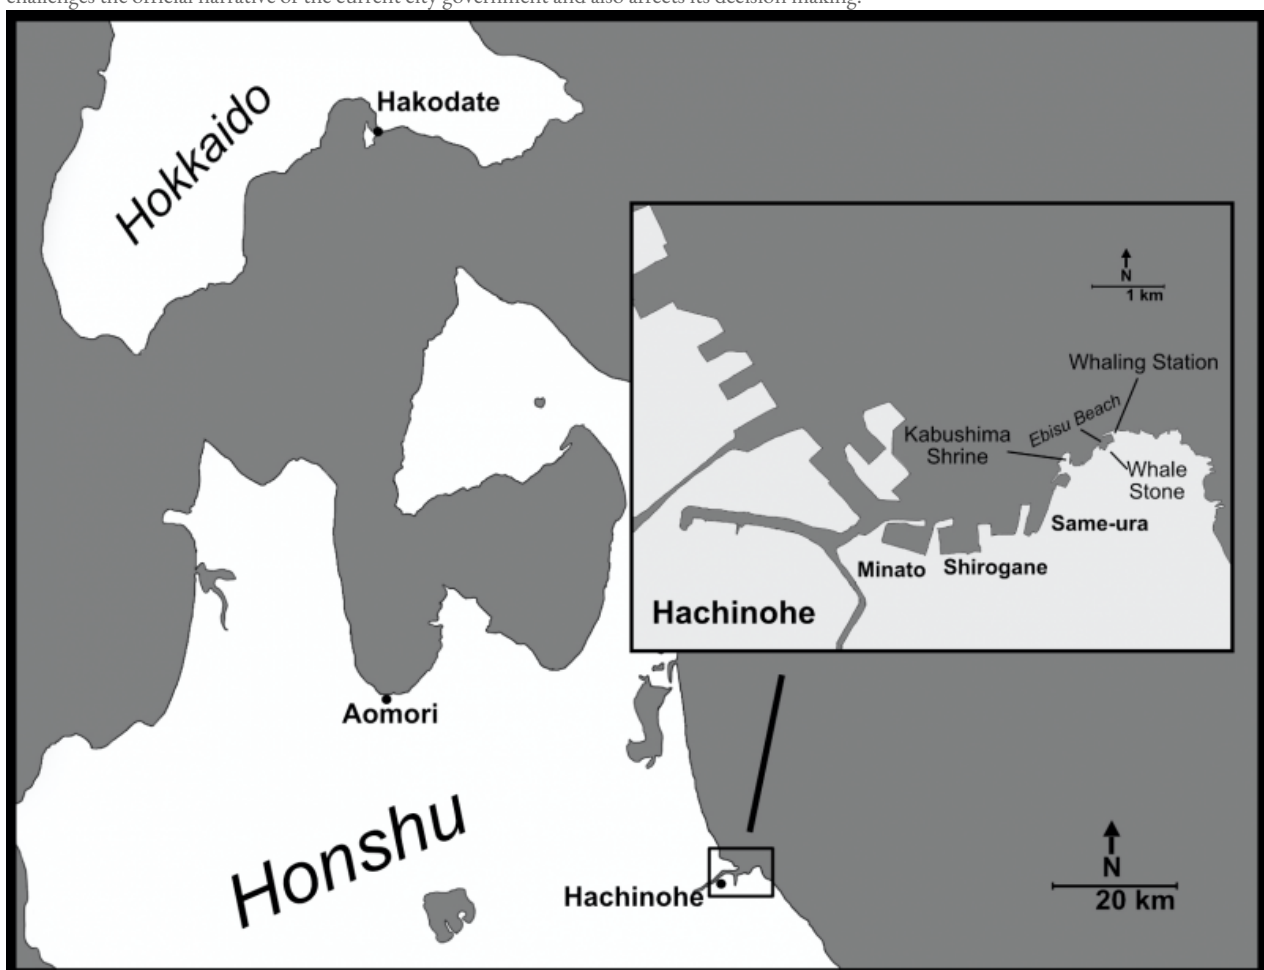 challenges the official narrative of the current city government and also affects its decision making.
Hakodate
Hokkaido
N
1 km
Whaling Station
Ebisu Beach
Kabushima
Shrine
Whale
Stone
Same-ura
Minato
Shirogane
Hachinohe
Aomori
Honshu
N
Hachinohe
20 km